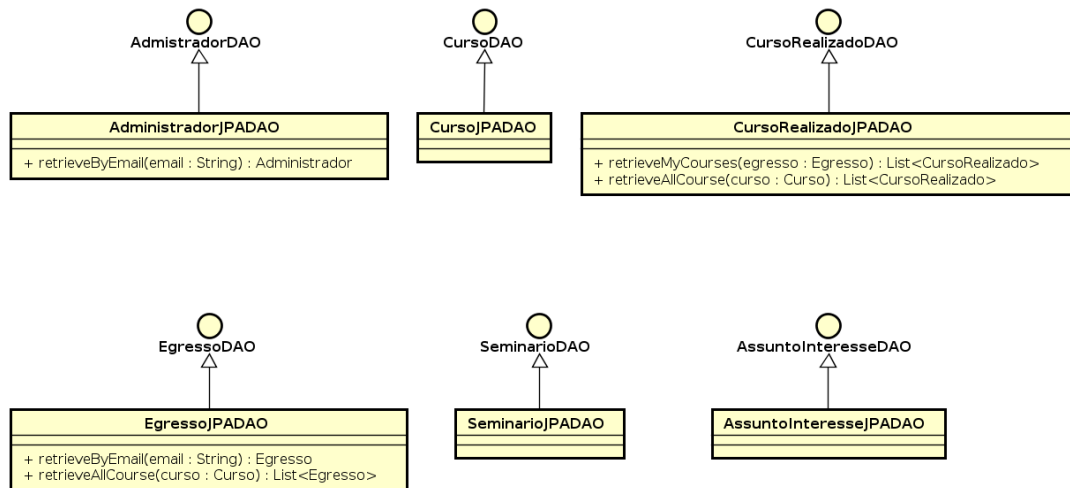 AdmistradorDAO
CursoDAO
CursoRealizadoDAO
AdministradorJPADAO
+ retrieveByEmail(email : String) : Administrador
CursoJPADAO
CursoRealizadoJPADAO
+ retrieveMyCourses(egresso : Egresso) : List<CursoRealizado>
+ retrieveAllCourse(curso : Curso) : List<CursoRealizado>
EgressoDAO
SeminarioDAO
AssuntoInteresseDAO
EgressoJPADAO
+ retrieveByEmail(email : String) : Egresso
+ retrieveAllCourse(curso : Curso) : List<Egresso>
SeminarioJPADAO
AssuntoInteresseJPADAO